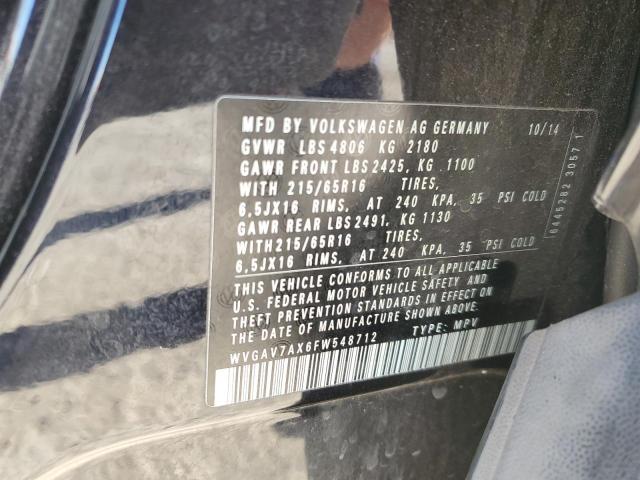 MFD BY VOLKSWAGEN AG GERMANY 10/14
GVWR LBS 4806 KG 2180
GAWR FRONT LBS 2425, KG 1100
WITH 215/65R16 TIRES,
6,5JX16 RIMS, AT 240 KPA, 35 PSI COLD
GAWR REAR LBS 2491, KG 1130
WITH 215/65R16 TIRES,
6,5JX16 RIMS, AT 240 KPA, 35 PSI COLD
THIS VEHICLE CONFORMS TO ALL APPLICABLE
U.S. FEDERAL MOTOR VEHICLE SAFETY AND
THEFT PREVENTION STANDARDS IN EFFECT ON
THE DATE OF MANUFACTURE SHOWN ABOVE.
WVGAV7AX6FW548712 TYPE: MPV
0445282 3057 1